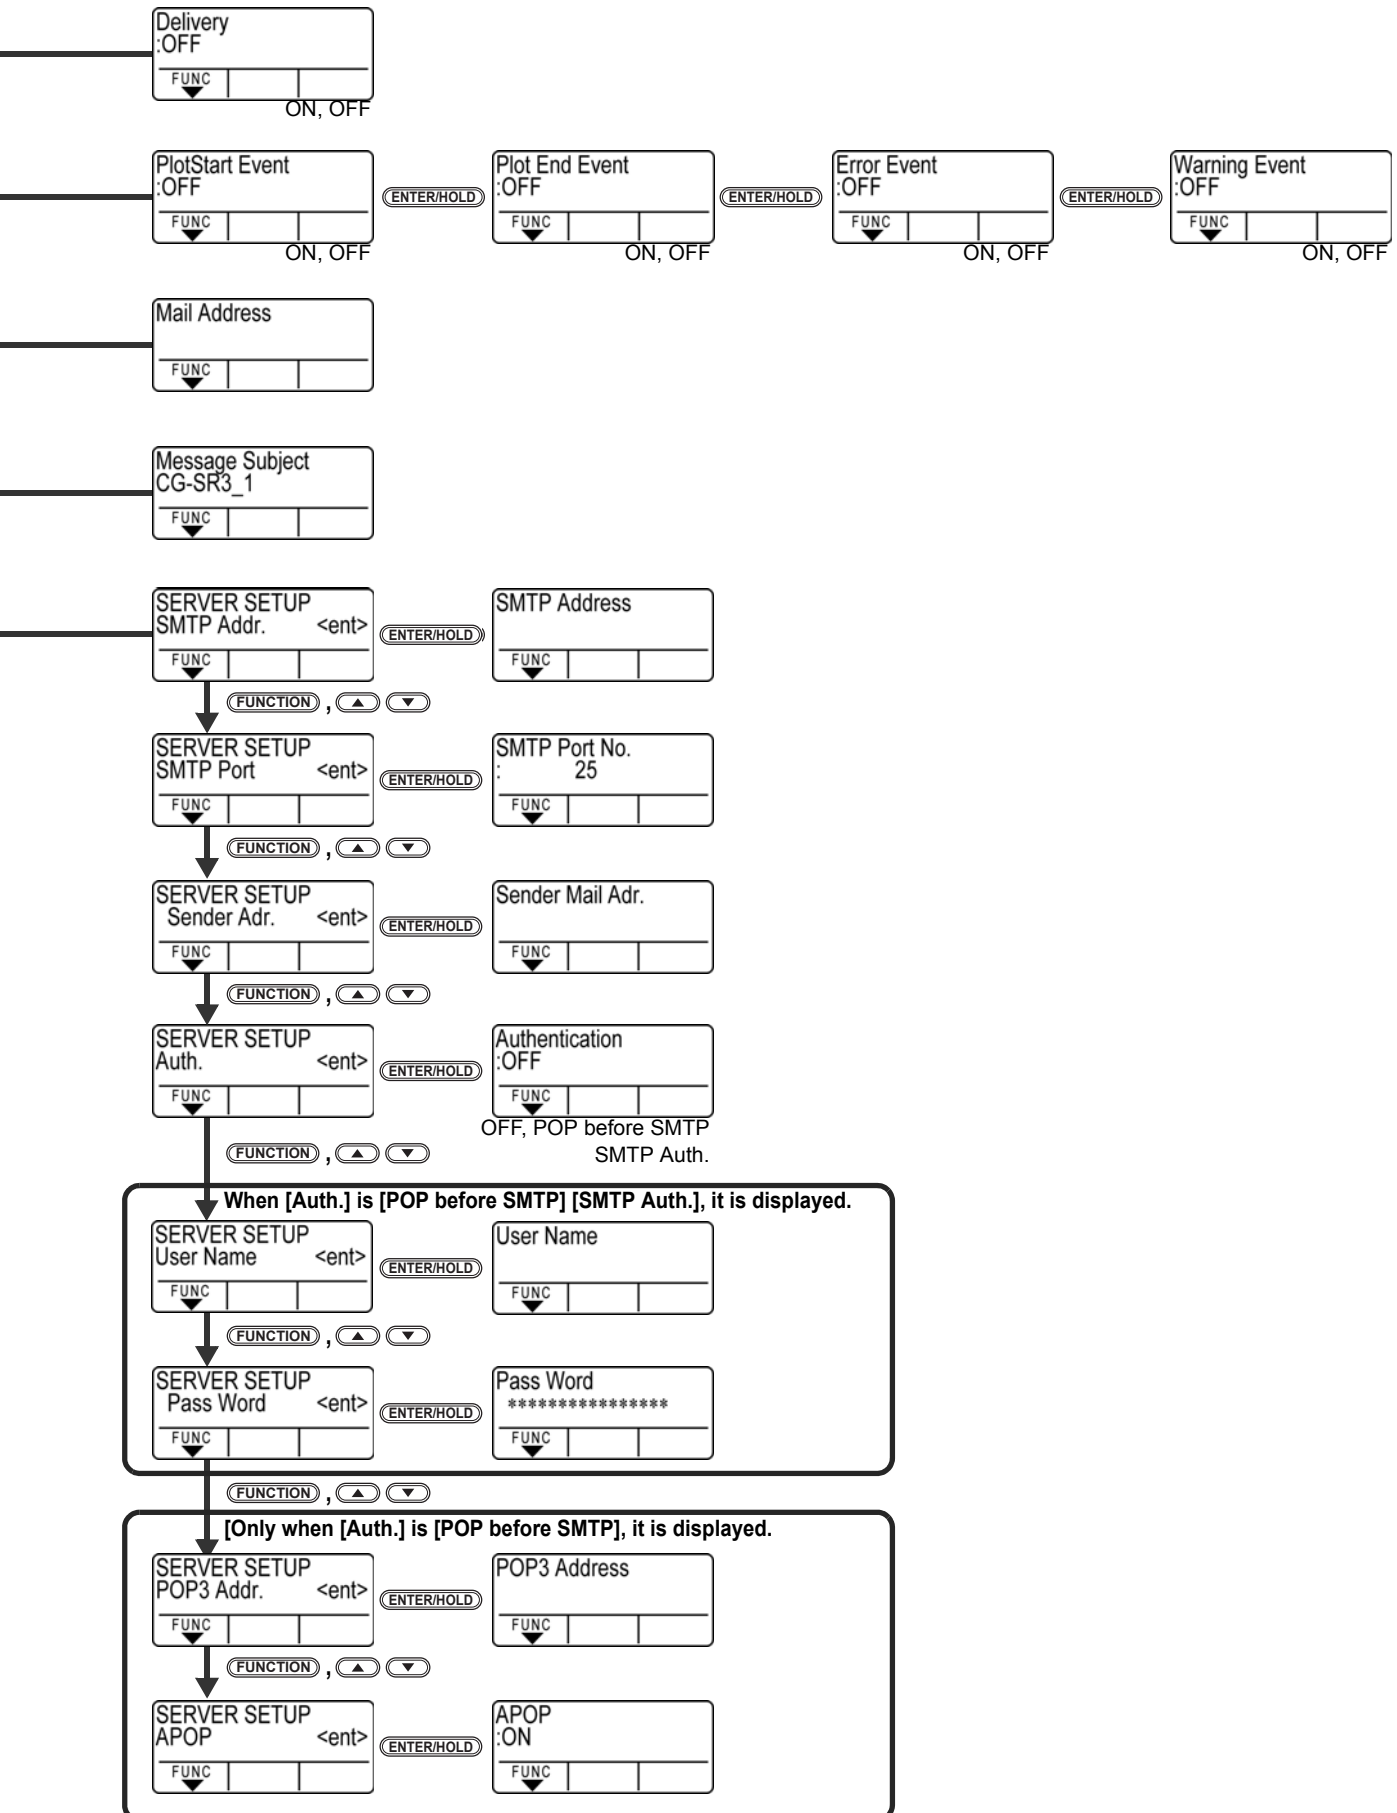 Delivery
:OFF
FUNC
ON, OFF
PlotStart Event
:OFF
FUNC
ON, OFF
ENTER/HOLD
Plot End Event
:OFF
FUNC
ON, OFF
ENTER/HOLD
Error Event
:OFF
FUNC
ON, OFF
ENTER/HOLD
Warning Event
:OFF
FUNC
ON, OFF
Mail Address
FUNC
Message Subject
CG-SR3_1
FUNC
SERVER SETUP
SMTP Addr. <ent>
FUNC
ENTER/HOLD
SMTP Address
FUNC
FUNCTION ,
SERVER SETUP
SMTP Port <ent>
FUNC
ENTER/HOLD
SMTP Port No.
: 25
FUNC
FUNCTION ,
SERVER SETUP
Sender Adr. <ent>
FUNC
ENTER/HOLD
Sender Mail Adr.
FUNC
FUNCTION ,
SERVER SETUP
Auth. <ent>
FUNC
ENTER/HOLD
Authentication
:OFF
FUNC
OFF, POP before SMTP
SMTP Auth.
FUNCTION ,
When [Auth.] is [POP before SMTP] [SMTP Auth.], it is displayed.
SERVER SETUP
User Name <ent>
FUNC
ENTER/HOLD
User Name
FUNC
FUNCTION ,
SERVER SETUP
Pass Word <ent>
FUNC
ENTER/HOLD
Pass Word
****************
FUNC
FUNCTION ,
[Only when [Auth.] is [POP before SMTP], it is displayed.
SERVER SETUP
POP3 Addr. <ent>
FUNC
ENTER/HOLD
POP3 Address
FUNC
FUNCTION ,
SERVER SETUP
APOP <ent>
FUNC
ENTER/HOLD
APOP
:ON
FUNC